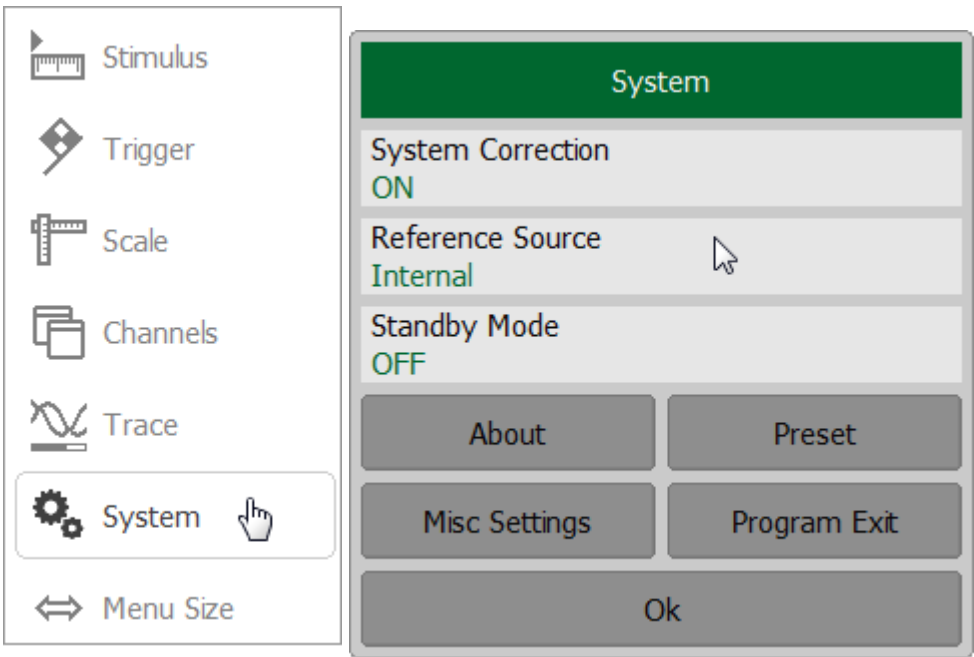 Stimulus
Trigger
Scale
Channels
Trace
System
Menu Size
System
System Correction
ON
Reference Source
Internal
Standby Mode
OFF
About
Preset
Misc Settings
Program Exit
Ok